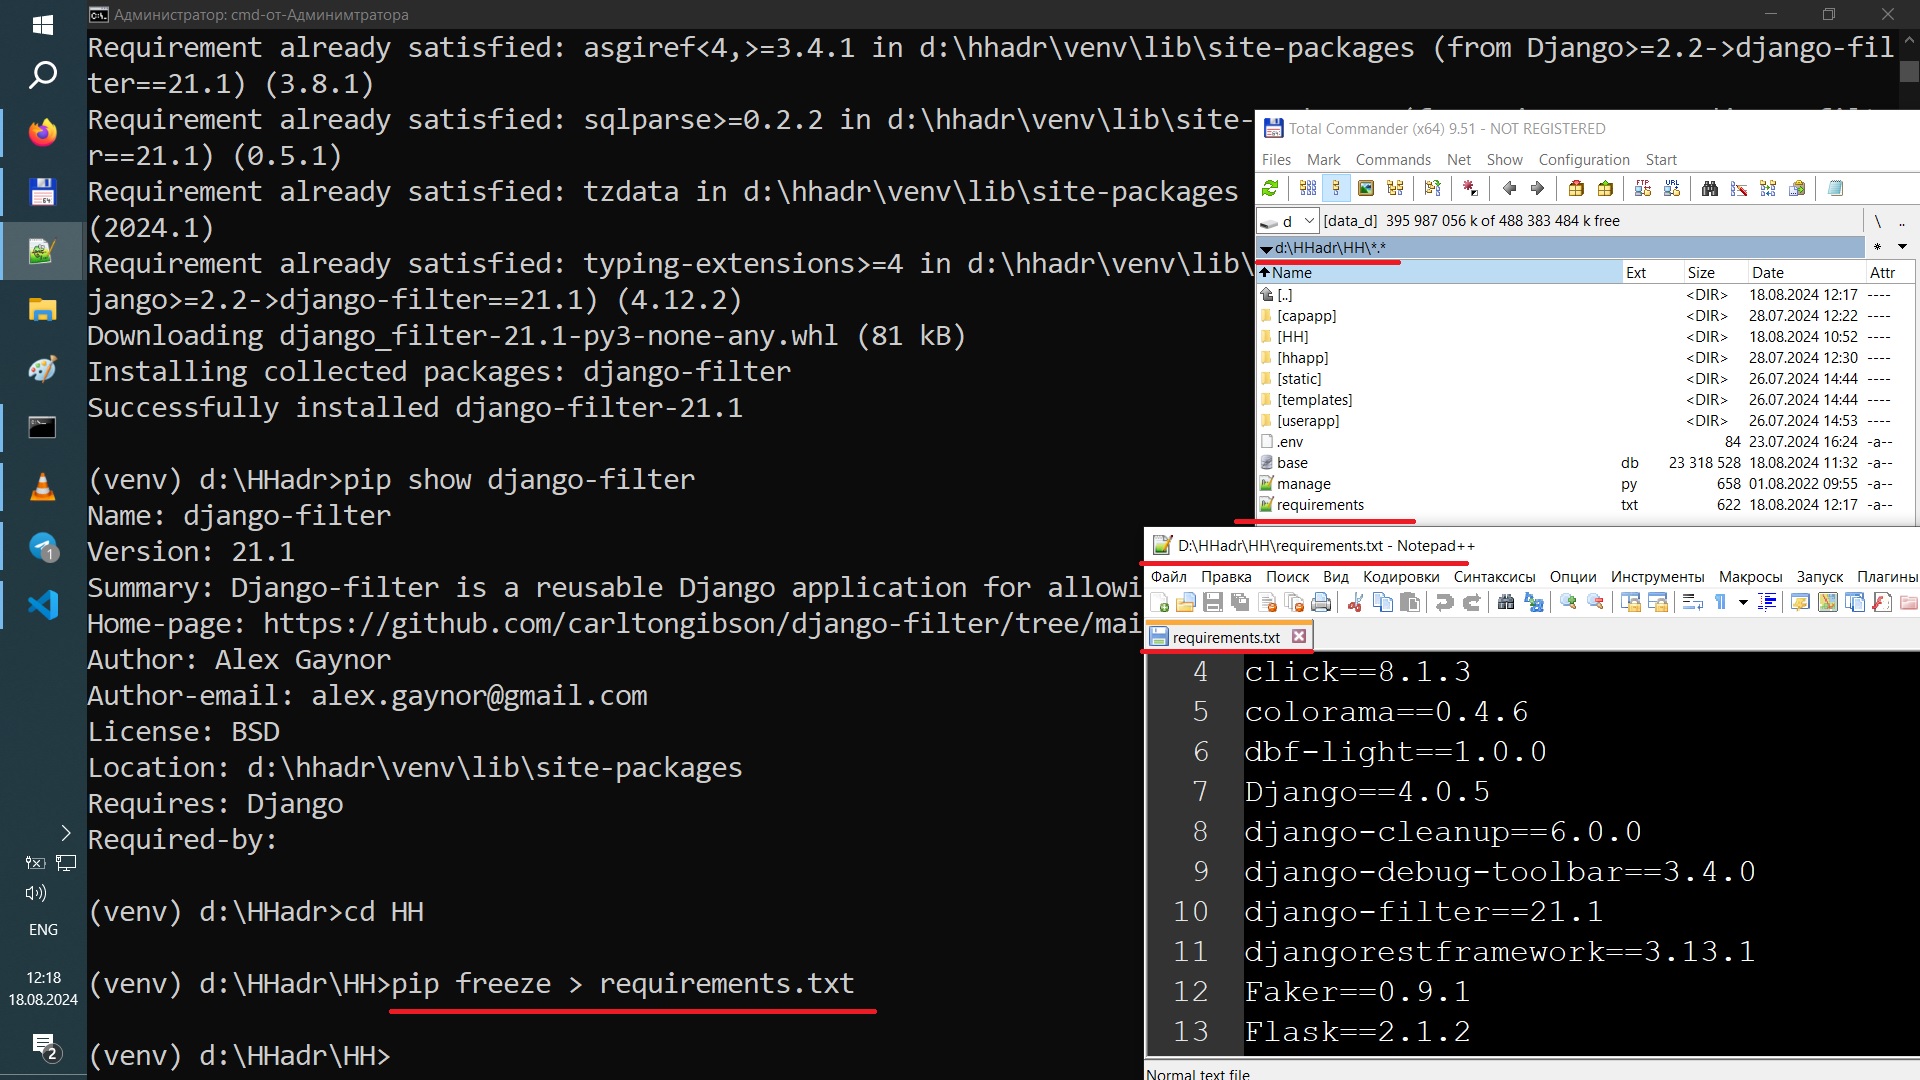 Администратор: cmd-от-Админимтратора
Requirement already satisfied: asgiref<4,>=3.4.1 in d:\hhadr\venv\lib\site-packages (from Django>=2.2->django-fil
ter==21.1) (3.8.1)
Requirement already satisfied: sqlparse>=0.2.2 in d:\hhadr\venv\lib\site-
r==21.1) (0.5.1)
Requirement already satisfied: tzdata in d:\hhadr\venv\lib\site-packages
(2024.1)
Requirement already satisfied: typing-extensions>=4 in d:\hhadr\venv\lib\
jango>=2.2->django-filter==21.1) (4.12.2)
Downloading django_filter-21.1-py3-none-any.whl (81 kB)
Installing collected packages: django-filter
Successfully installed django-filter-21.1
(venv) d:\HHadr>pip show django-filter
Name: django-filter
Version: 21.1
Summary: Django-filter is a reusable Django application for allowi
Home-page: https://github.com/carltongibson/django-filter/tree/mai
Author: Alex Gaynor
Author-email: alex.gaynor@gmail.com
License: BSD
Location: d:\hhadr\venv\lib\site-packages
Requires: Django
Required-by:
(venv) d:\HHadr>cd HH
(venv) d:\HHadr\HH>pip freeze > requirements.txt
(venv) d:\HHadr\HH>
Total Commander (x64) 9.51 - NOT REGISTERED
Files Mark Commands Net Show Configuration Start
d [data_d] 395 987 056 k of 488 383 484 k free \ ..
d:\HHadr\HH\*.* *
Name Ext Size Date Attr
[..] <DIR> 18.08.2024 12:17 ----
[capapp] <DIR> 28.07.2024 12:22 ----
[HH] <DIR> 18.08.2024 10:52 ----
[hhapp] <DIR> 28.07.2024 12:30 ----
[static] <DIR> 26.07.2024 14:44 ----
[templates] <DIR> 26.07.2024 14:44 ----
[userapp] <DIR> 26.07.2024 14:53 ----
.env 84 23.07.2024 16:24 -a--
base db 23 318 528 18.08.2024 11:32 -a--
manage py 658 01.08.2022 09:55 -a--
requirements txt 622 18.08.2024 12:17 -a--
D:\HHadr\HH\requirements.txt - Notepad++
Файл Правка Поиск Вид Кодировки Синтаксисы Опции Инструменты Макросы Запуск Плагины
requirements.txt
4 click==8.1.3
5 colorama==0.4.6
6 dbf-light==1.0.0
7 Django==4.0.5
8 django-cleanup==6.0.0
9 django-debug-toolbar==3.4.0
10 django-filter==21.1
11 djangorestframework==3.13.1
12 Faker==0.9.1
13 Flask==2.1.2
Normal text file
1
ENG
12:18
18.08.2024
2